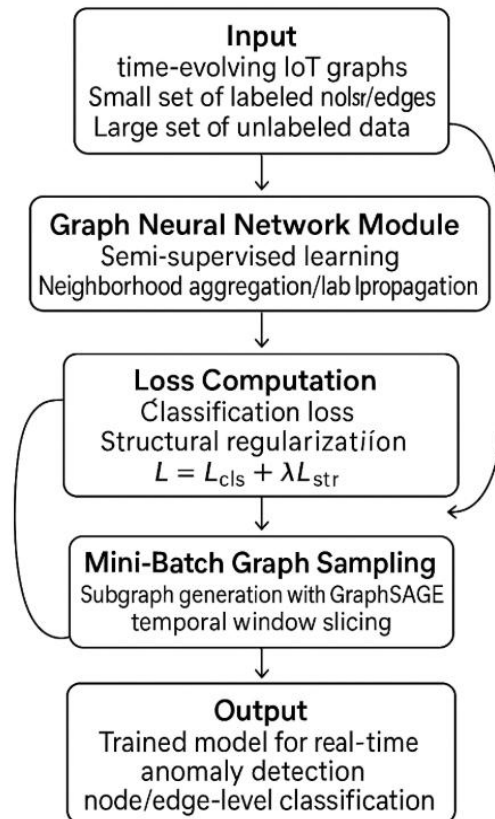 Input
time-evolving IoT graphs
Small set of labeled nolsr/edges
Large set of unlabeled data
Graph Neural Network Module
Semi-supervised learning
Neighborhood aggregation/lab lpropagation
Loss Computation
Classification loss
Structural regularizatiíon
L = L_cls + λL_str
Mini-Batch Graph Sampling
Subgraph generation with GraphSAGE
temporal window slicing
Output
Trained model for real-time
anomaly detection
node/edge-level classification